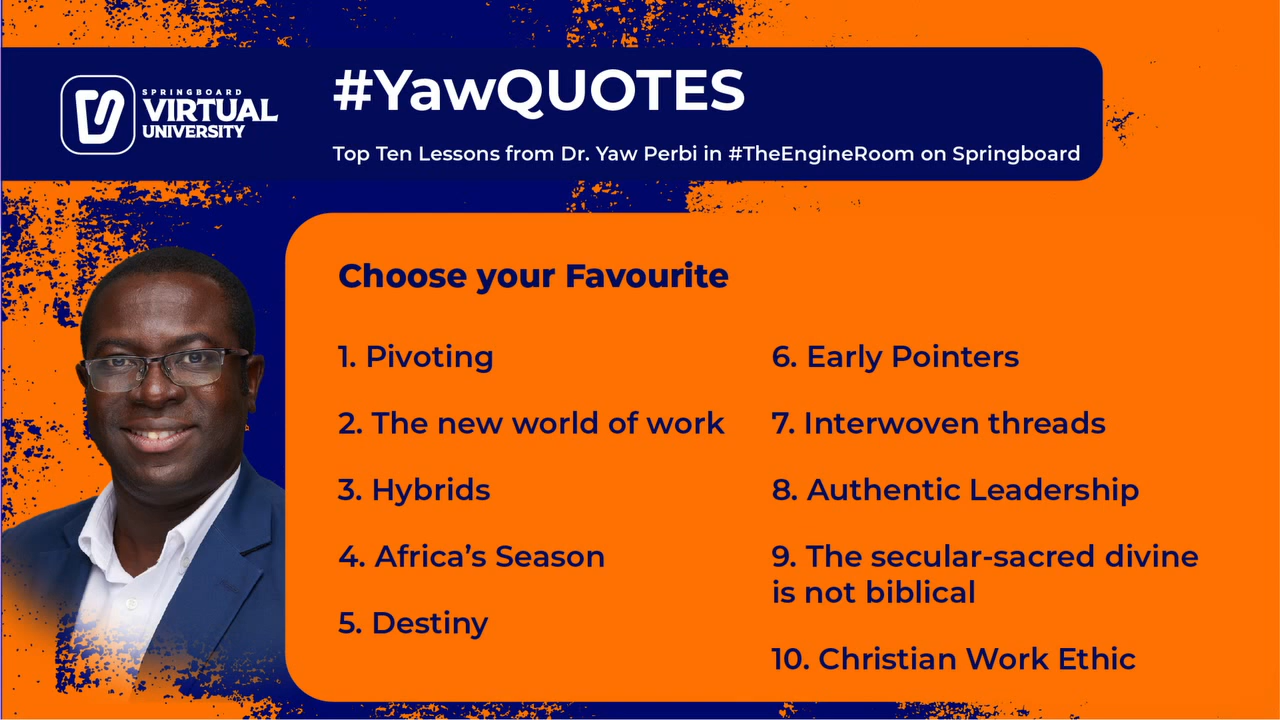 SPRINGBOARD
VIRTUAL
UNIVERSITY
#YawQUOTES
Top Ten Lessons from Dr. Yaw Perbi in #TheEngineRoom on Springboard
Choose your Favourite
1. Pivoting
2. The new world of work
3. Hybrids
4. Africa’s Season
5. Destiny
6. Early Pointers
7. Interwoven threads
8. Authentic Leadership
9. The secular-sacred divine
is not biblical
10. Christian Work Ethic